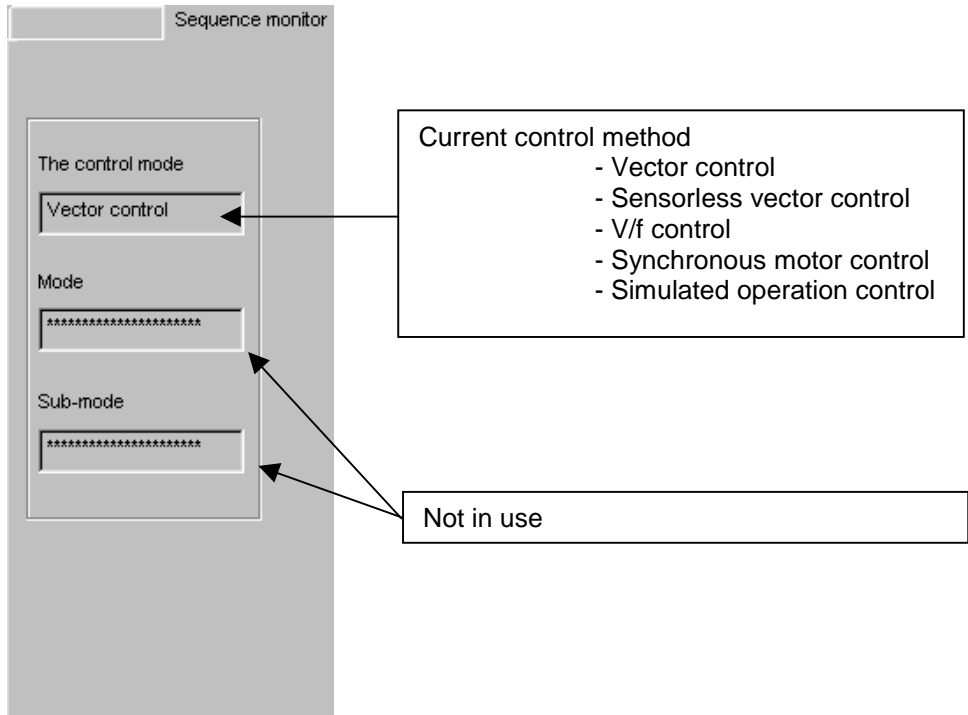 Sequence monitor
The control mode
Vector control
Mode
**********************
Sub-mode
**********************
Current control method
- Vector control
- Sensorless vector control
- V/f control
- Synchronous motor control
- Simulated operation control
Not in use